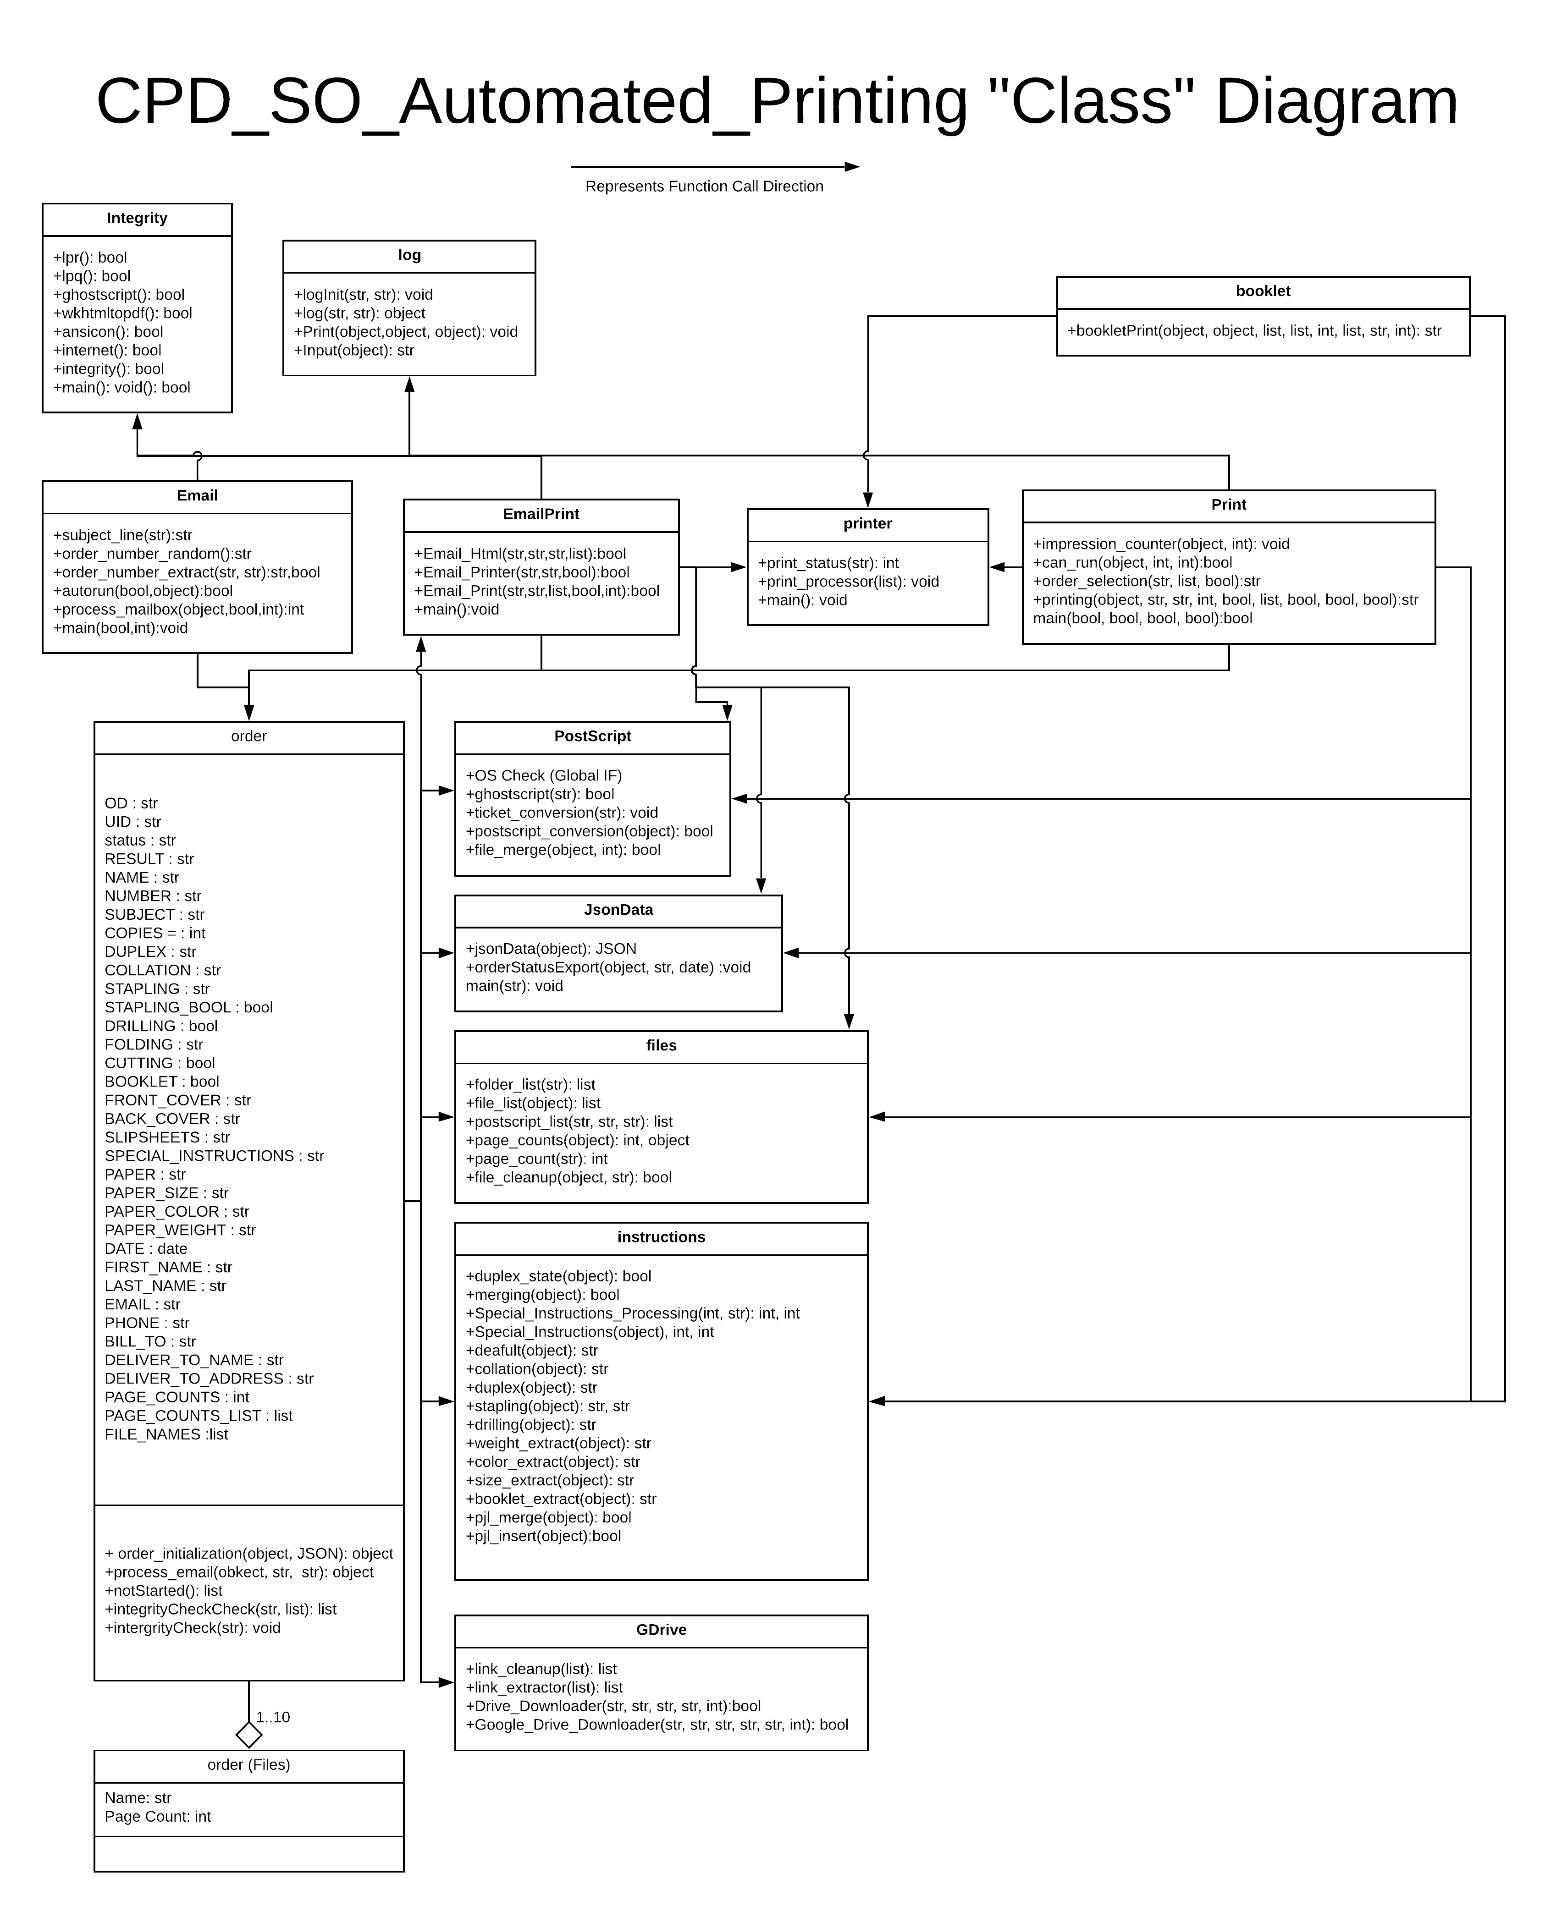 CPD_SO_Automated_Printing "Class" Diagram
Represents Function Call Direction
Integrity
+lpr(): bool
+lpq(): bool
+ghostscript(): bool
+wkhtmltopdf(): bool
+ansicon(): bool
+internet(): bool
+integrity(): bool
+main(): void(): bool
log
+logInit(str, str): void
+log(str, str): object
+Print(object,object, object): void
+Input(object): str
booklet
+bookletPrint(object, object, list, list, int, list, str, int): str
Email
+subject_line(str):str
+order_number_random():str
+order_number_extract(str, str):str,bool
+autorun(bool,object):bool
+process_mailbox(object,bool,int):int
+main(bool,int):void
EmailPrint
+Email_Html(str,str,str,list):bool
+Email_Printer(str,str,bool):bool
+Email_Print(str,str,list,bool,int):bool
+main():void
printer
+print_status(str): int
+print_processor(list): void
+main(): void
Print
+impression_counter(object, int): void
+can_run(object, int, int):bool
+order_selection(str, list, bool):str
+printing(object, str, str, int, bool, list, bool, bool, bool):str
main(bool, bool, bool, bool):bool
order
OD : str
UID : str
status : str
RESULT : str
NAME : str
NUMBER : str
SUBJECT : str
COPIES = : int
DUPLEX : str
COLLATION : str
STAPLING : str
STAPLING_BOOL : bool
DRILLING : bool
FOLDING : str
CUTTING : bool
BOOKLET : bool
FRONT_COVER : str
BACK_COVER : str
SLIPSHEETS : str
SPECIAL_INSTRUCTIONS : str
PAPER : str
PAPER_SIZE : str
PAPER_COLOR : str
PAPER_WEIGHT : str
DATE : date
FIRST_NAME : str
LAST_NAME : str
EMAIL : str
PHONE : str
BILL_TO : str
DELIVER_TO_NAME : str
DELIVER_TO_ADDRESS : str
PAGE_COUNTS : int
PAGE_COUNTS_LIST : list
FILE_NAMES :list
+ order_initialization(object, JSON): object
+process_email(obkect, str,  str): object
+notStarted(): list
+integrityCheckCheck(str, list): list
+intergrityCheck(str): void
1..10
order (Files)
Name: str
Page Count: int
PostScript
+OS Check (Global IF)
+ghostscript(str): bool
+ticket_conversion(str): void
+postscript_conversion(object): bool
+file_merge(object, int): bool
JsonData
+jsonData(object): JSON
+orderStatusExport(object, str, date) :void
main(str): void
files
+folder_list(str): list
+file_list(object): list
+postscript_list(str, str, str): list
+page_counts(object): int, object
+page_count(str): int
+file_cleanup(object, str): bool
instructions
+duplex_state(object): bool
+merging(object): bool
+Special_Instructions_Processing(int, str): int, int
+Special_Instructions(object), int, int
+deafult(object): str
+collation(object): str
+duplex(object): str
+stapling(object): str, str
+drilling(object): str
+weight_extract(object): str
+color_extract(object): str
+size_extract(object): str
+booklet_extract(object): str
+pjl_merge(object): bool
+pjl_insert(object):bool
GDrive
+link_cleanup(list): list
+link_extractor(list): list
+Drive_Downloader(str, str, str, str, int):bool
+Google_Drive_Downloader(str, str, str, str, str, int): bool